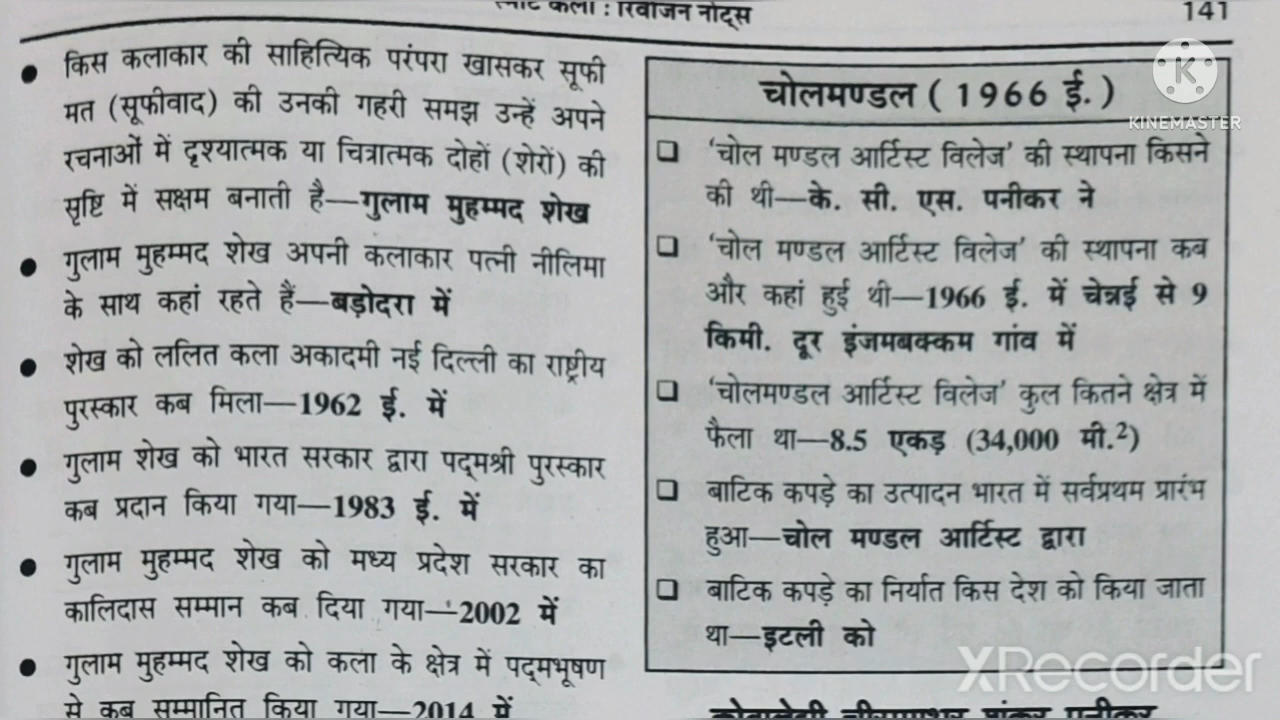 कला : रिवीजन नोट्स
141
● किस कलाकार की साहित्यिक परंपरा खासकर सूफी
मत (सूफीवाद) की उनकी गहरी समझ उन्हें अपने
रचनाओं में दृश्यात्मक या चित्रात्मक दोहों (शेरों) की
सृष्टि में सक्षम बनाती है—गुलाम मुहम्मद शेख
● गुलाम मुहम्मद शेख अपनी कलाकार पत्नी नीलिमा
के साथ कहां रहते हैं—बड़ोदरा में
● शेख को ललित कला अकादमी नई दिल्ली का राष्ट्रीय
पुरस्कार कब मिला—1962 ई. में
● गुलाम शेख को भारत सरकार द्वारा पद्मश्री पुरस्कार
कब प्रदान किया गया—1983 ई. में
● गुलाम मुहम्मद शेख को मध्य प्रदेश सरकार का
कालिदास सम्मान कब दिया गया—2002 में
● गुलाम मुहम्मद शेख को कला के क्षेत्र में पद्मभूषण
से कब सम्मानित किया गया—2014 में
चोलमण्डल ( 1966 ई. )
❑ ‘चोल मण्डल आर्टिस्ट विलेज’ की स्थापना किसने
की थी—के. सी. एस. पनीकर ने
❑ ‘चोल मण्डल आर्टिस्ट विलेज’ की स्थापना कब
और कहां हुई थी—1966 ई. में चेन्नई से 9
किमी. दूर इंजमबक्कम गांव में
❑ ‘चोलमण्डल आर्टिस्ट विलेज’ कुल कितने क्षेत्र में
फैला था—8.5 एकड़ (34,000 मी.²)
❑ बाटिक कपड़े का उत्पादन भारत में सर्वप्रथम प्रारंभ
हुआ—चोल मण्डल आर्टिस्ट द्वारा
❑ बाटिक कपड़े का निर्यात किस देश को किया जाता
था—इटली को
K
KINEMASTER
XRecorder